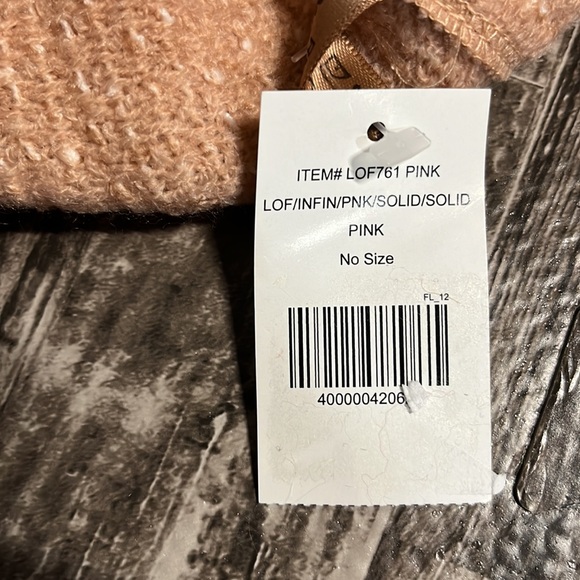 ITEM# LOF761 PINK
LOF/INFIN/PNK/SOLID/SOLID
PINK
No Size
FL_12
4000004206